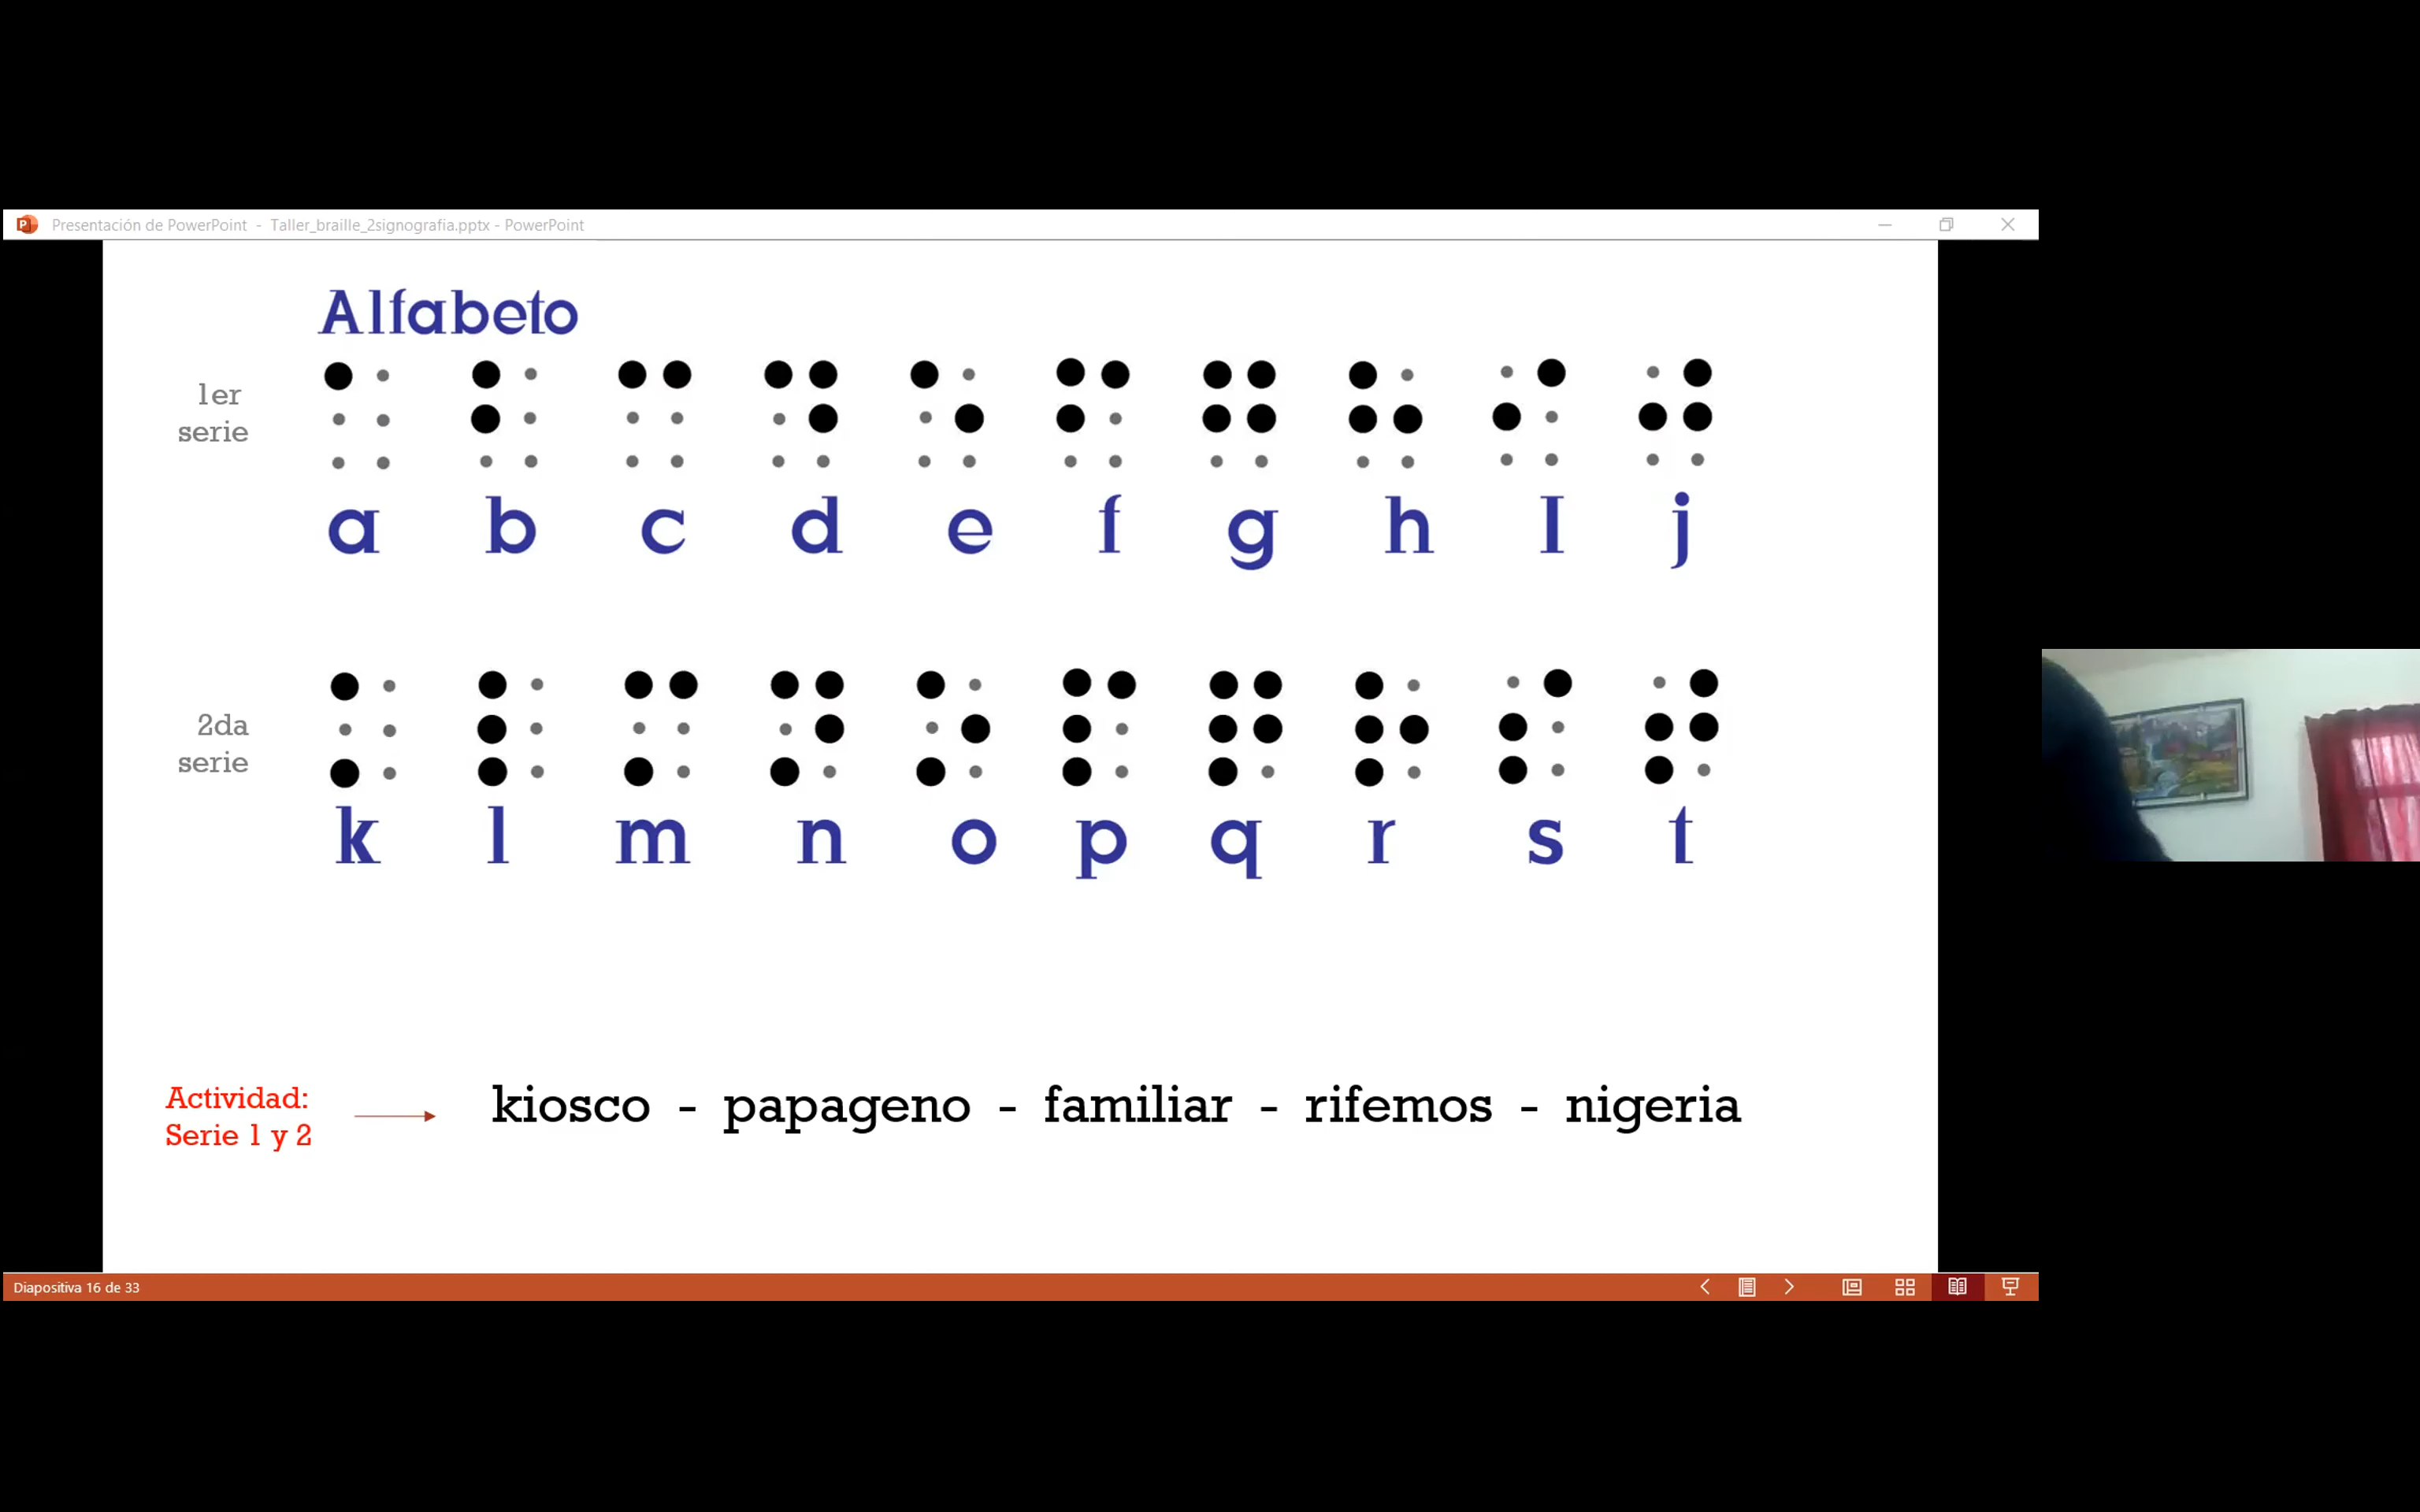 Presentación de PowerPoint - Taller_braille_2signografia.pptx - PowerPoint
Alfabeto
1er
serie
a b c d e f g h I j
2da
serie
k l m n o p q r s t
Actividad:
Serie 1 y 2
kiosco - papageno - familiar - rifemos - nigeria
Diapositiva 16 de 33